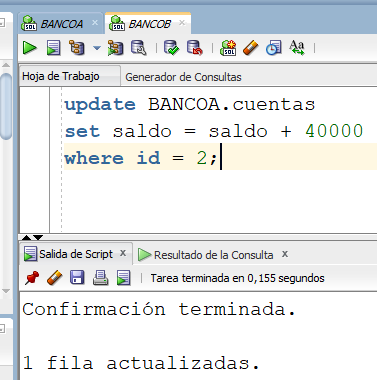 BANCOA
BANCOB
Hoja de Trabajo
Generador de Consultas
update BANCOA.cuentas
set saldo = saldo + 40000
where id = 2;
Salida de Script
Resultado de la Consulta
Tarea terminada en 0,155 segundos
Confirmación terminada.
1 fila actualizadas.